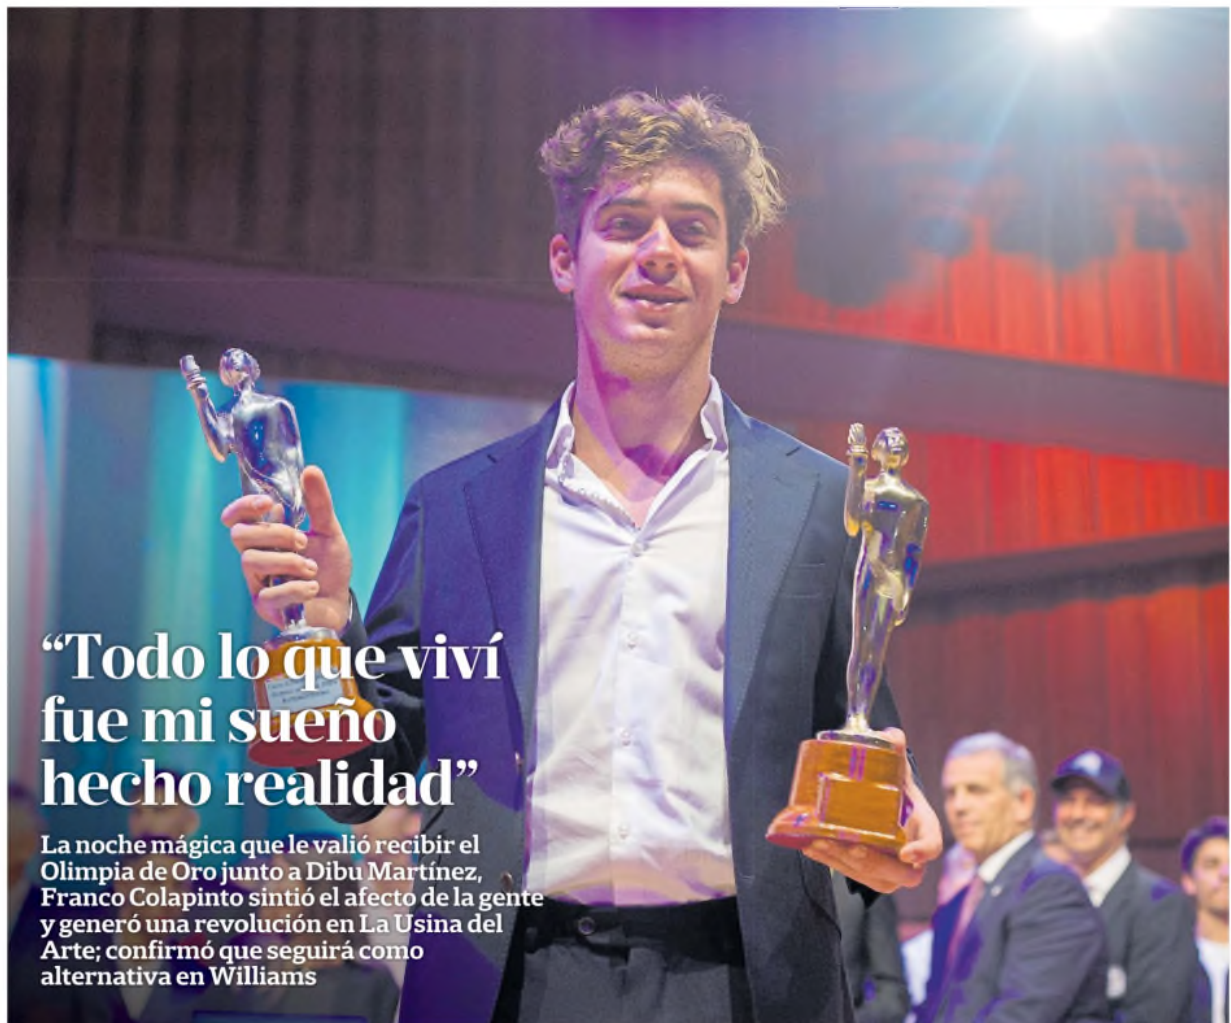 “Todo lo que viví
fue mi sueño
hecho realidad”
La noche mágica que le valió recibir el
Olimpia de Oro junto a Dibu Martínez,
Franco Colapinto sintió el afecto de la gente
y generó una revolución en La Usina del
Arte; confirmó que seguirá como
alternativa en Williams